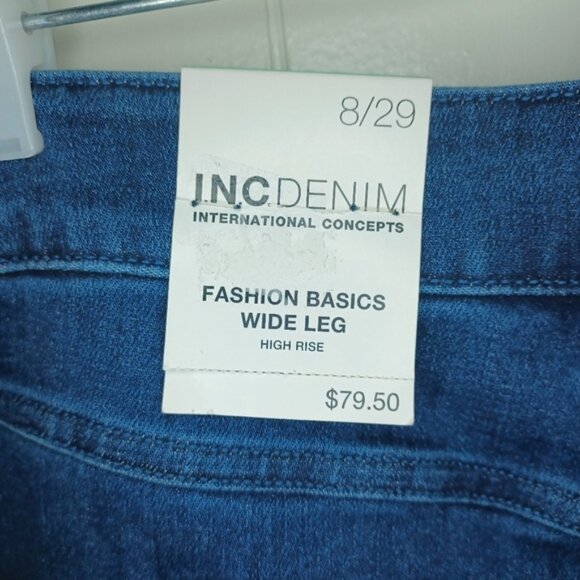 8/29
I.N.C DENIM
INTERNATIONAL CONCEPTS
FASHION BASICS
WIDE LEG
HIGH RISE
$79.50